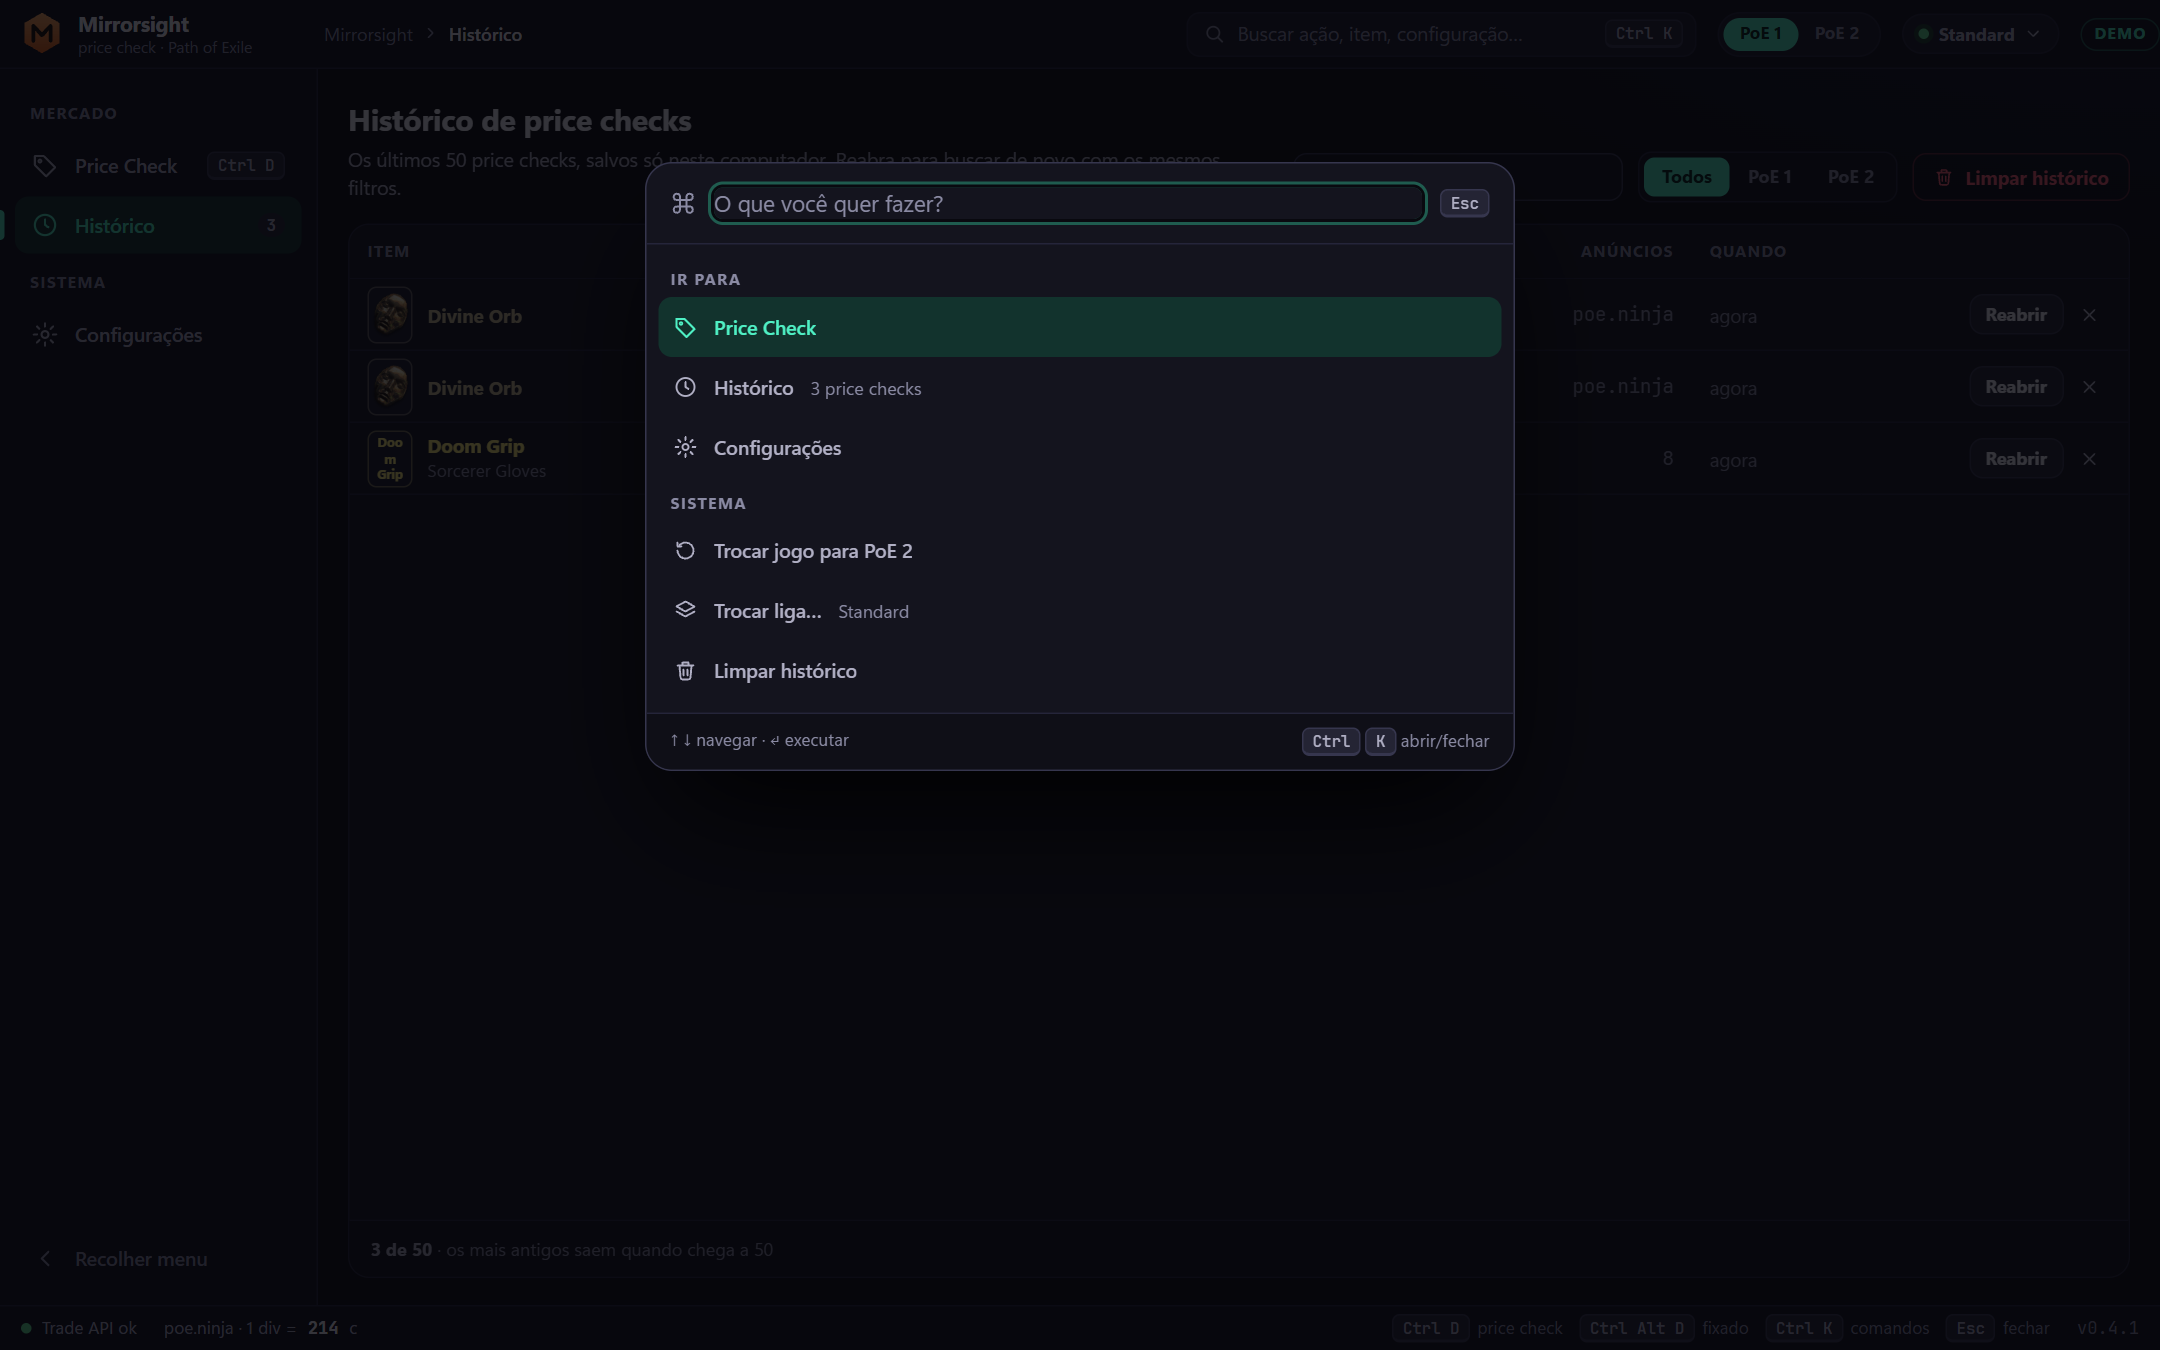 Mirrorsight
price check · Path of Exile
Mirrorsight > Histórico
Buscar ação, item, configuração... Ctrl K
PoE 1 PoE 2
Standard
DEMO
MERCADO
Price Check Ctrl D
Histórico 3
SISTEMA
Configurações
Recolher menu
Histórico de price checks
Os últimos 50 price checks, salvos só neste computador. Reabra para buscar de novo com os mesmos
filtros.
Todos PoE 1 PoE 2
Limpar histórico
ITEM ANÚNCIOS QUANDO
Divine Orb poe.ninja agora Reabrir
Divine Orb poe.ninja agora Reabrir
Doo
m
Grip
Doom Grip
Sorcerer Gloves
8 agora Reabrir
O que você quer fazer? Esc
IR PARA
Price Check
Histórico 3 price checks
Configurações
SISTEMA
Trocar jogo para PoE 2
Trocar liga... Standard
Limpar histórico
↑↓ navegar · ↵ executar
Ctrl K abrir/fechar
3 de 50 · os mais antigos saem quando chega a 50
Trade API ok poe.ninja · 1 div = 214 c
Ctrl D price check Ctrl Alt D fixado Ctrl K comandos Esc fechar v0.4.1